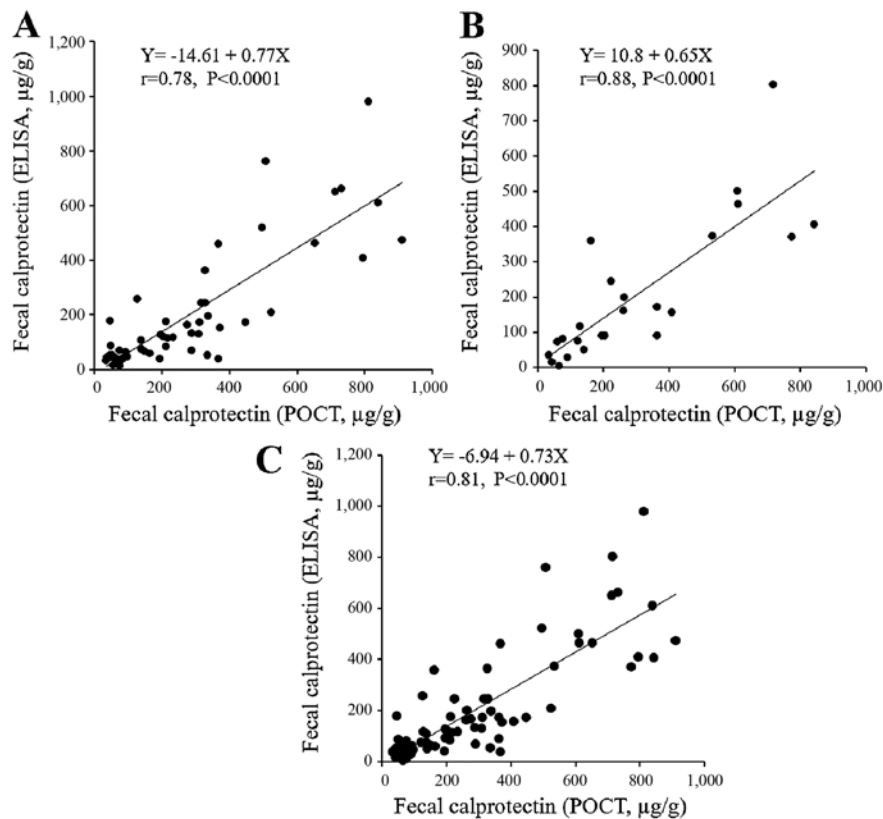 A
1,200
1,000
800
600
400
200
0
Y= -14.61 + 0.77X
r=0.78, P<0.0001
0 200 400 600 800 1,000
Fecal calprotectin (ELISA, µg/g)
Fecal calprotectin (POCT, µg/g)
B
900
800
700
600
500
400
300
200
100
0
Y= 10.8 + 0.65X
r=0.88, P<0.0001
0 200 400 600 800 1,000
Fecal calprotectin (ELISA, µg/g)
Fecal calprotectin (POCT, µg/g)
C
1,200
1,000
800
600
400
200
0
Y= -6.94 + 0.73X
r=0.81, P<0.0001
0 200 400 600 800 1,000
Fecal calprotectin (ELISA, µg/g)
Fecal calprotectin (POCT, µg/g)